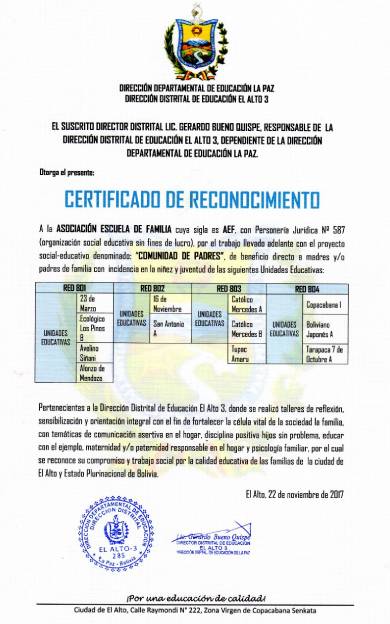 DIRECCIÓN DEPARTAMENTAL DE EDUCACIÓN LA PAZ
DIRECCIÓN DISTRITAL DE EDUCACIÓN EL ALTO 3
EL SUSCRITO DIRECTOR DISTRITAL LIC. GERARDO BUENO QUISPE, RESPONSABLE DE LA
DIRECCIÓN DISTRITAL DE EDUCACIÓN EL ALTO 3, DEPENDIENTE DE LA DIRECCIÓN
DEPARTAMENTAL DE EDUCACIÓN LA PAZ.
Otorga el presente:
CERTIFICADO DE RECONOCIMIENTO
A la ASOCIACIÓN ESCUELA DE FAMILIA cuya sigla es AEF, con Personería Jurídica Nº 587
(organización social educativa sin fines de lucro), por el trabajo llevado adelante con el proyecto
social-educativo denominado: "COMUNIDAD DE PADRES", de beneficio directo a madres y/o
padres de familia con incidencia en la niñez y juventud de las siguientes Unidades Educativas:
RED 801 RED 802 RED 803 RED 804
UNIDADES EDUCATIVAS
23 de Marzo
Ecológico Los Pinos B
Avelino Siñani
Alonzo de Mendoza
UNIDADES EDUCATIVAS
16 de Noviembre
San Antonio A
UNIDADES EDUCATIVAS
Católico Mercedes A
Católico Mercedes B
Tupac Amaru
UNIDADES EDUCATIVAS
Copacabana I
Boliviano Japonés A
Tarapaca 7 de Octubre A
Pertenecientes a la Dirección Distrital de Educación El Alto 3, donde se realizó talleres de reflexión,
sensibilización y orientación integral con el fin de fortalecer la célula vital de la sociedad la familia,
con temáticas de comunicación asertiva en el hogar, disciplina positiva hijos sin problema, educar
con el ejemplo, maternidad y/o paternidad responsable en el hogar y psicología familiar, por el cual
se reconoce su compromiso y trabajo social por la calidad educativa de las familias de la ciudad de
El Alto y Estado Plurinacional de Bolivia.
El Alto, 22 de noviembre de 2017
DIRECCIÓN DEPARTAMENTAL DE EDUCACIÓN
DIRECCIÓN DISTRITAL
EL ALTO-3
285
La Paz - Bolivia
Lic. Gerardo Bueno Quispe
DIRECTOR DISTRITAL DE EDUCACIÓN
EL ALTO 3
DIRECCIÓN DPTAL. DE EDUCACIÓN DE LA PAZ
¡Por una educación de calidad!
Ciudad de El Alto, Calle Raymondi N° 222, Zona Virgen de Copacabana Senkata